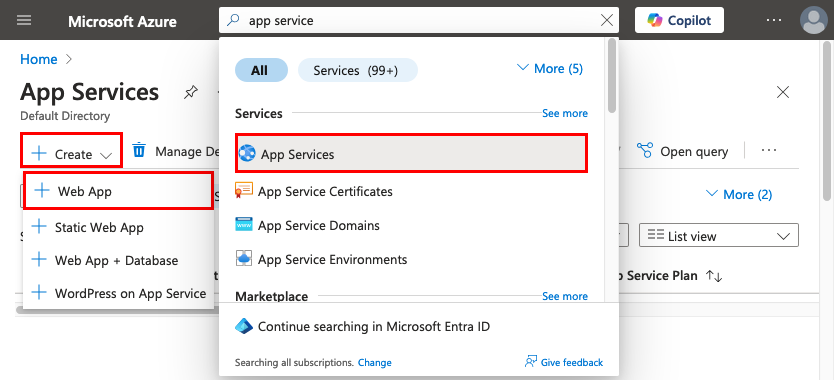 Microsoft Azure
app service
Copilot
Home
App Services
Default Directory
Create
Manage De
Open query
Web App
Static Web App
Web App + Database
WordPress on App Service
All
Services (99+)
More (5)
Services
See more
App Services
App Service Certificates
App Service Domains
App Service Environments
Marketplace
See more
Continue searching in Microsoft Entra ID
Searching all subscriptions. Change
Give feedback
More (2)
List view
Service Plan